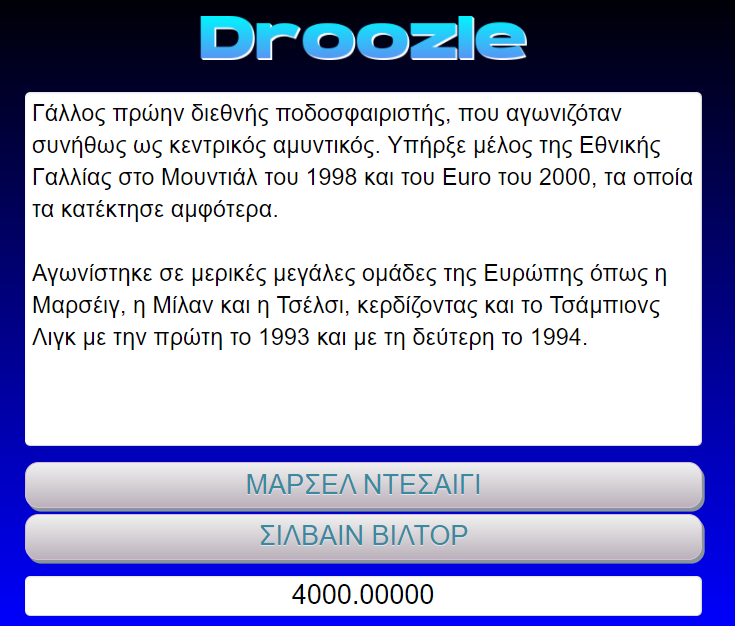 Droozle
Γάλλος πρώην διεθνής ποδοσφαιριστής, που αγωνιζόταν
συνήθως ως κεντρικός αμυντικός. Υπήρξε μέλος της Εθνικής
Γαλλίας στο Μουντιάλ του 1998 και του Euro του 2000, τα οποία
τα κατέκτησε αμφότερα.
Αγωνίστηκε σε μερικές μεγάλες ομάδες της Ευρώπης όπως η
Μαρσέιγ, η Μίλαν και η Τσέλσι, κερδίζοντας και το Τσάμπιονς
Λιγκ με την πρώτη το 1993 και με τη δεύτερη το 1994.
ΜΑΡΣΕΛ ΝΤΕΣΑΙΓΙ
ΣΙΛΒΑΙΝ ΒΙΛΤΟΡ
4000.00000